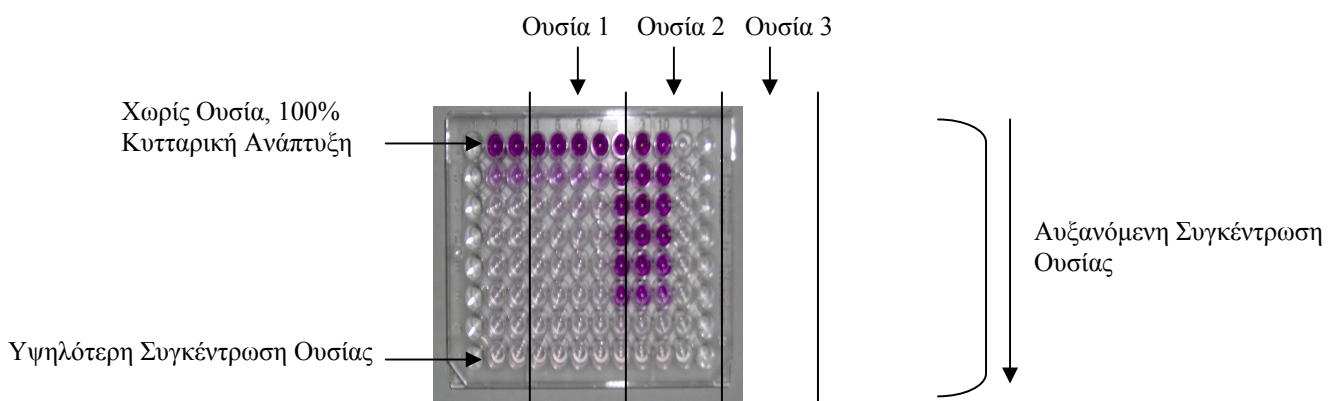 Ουσία 1 Ουσία 2 Ουσία 3
Χωρίς Ουσία, 100%
Κυτταρική Ανάπτυξη
Αυξανόμενη Συγκέντρωση
Ουσίας
Υψηλότερη Συγκέντρωση Ουσίας